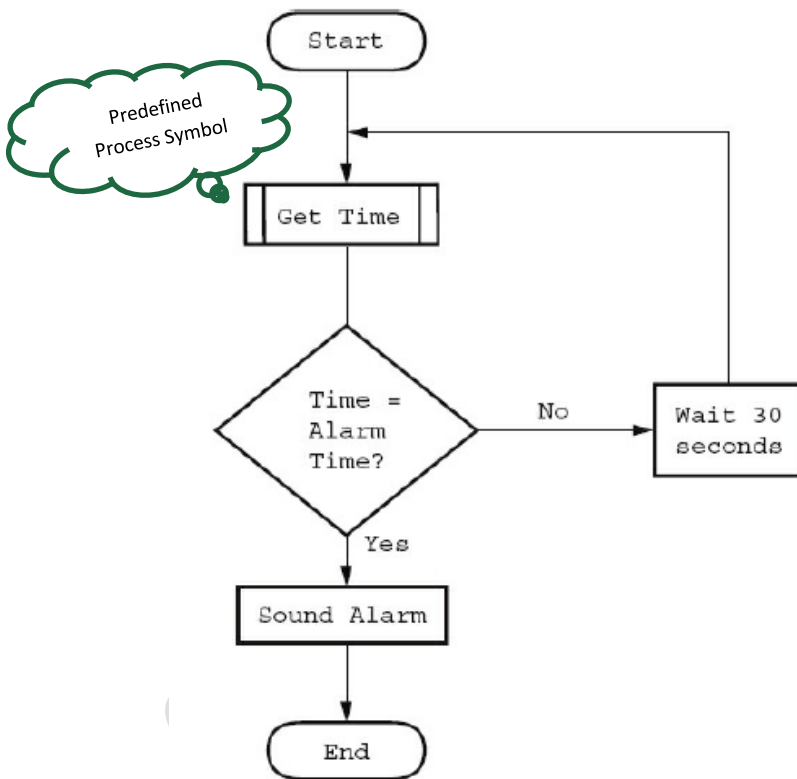 Start
Predefined
Process Symbol
Get Time
Time =
Alarm
Time?
No
Wait 30
seconds
Yes
Sound Alarm
End